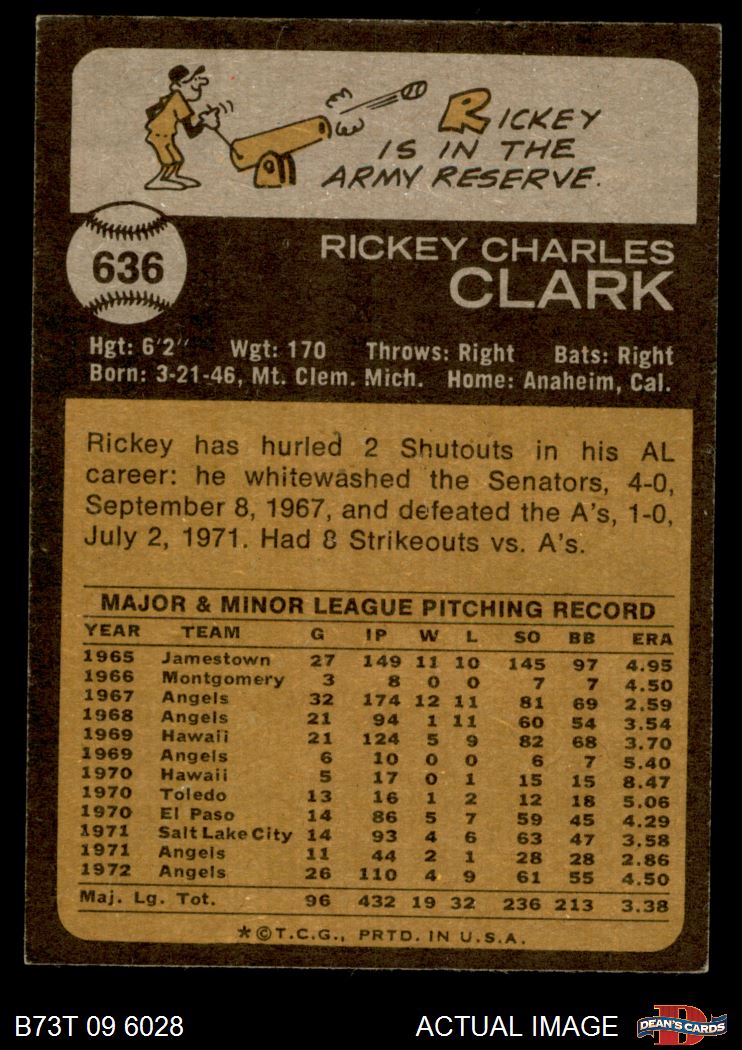 RICKEY
IS IN THE
ARMY RESERVE.
636
RICKEY CHARLES
CLARK
Hgt: 6'2" Wgt: 170 Throws: Right Bats: Right
Born: 3-21-46, Mt. Clem. Mich. Home: Anaheim, Cal.
Rickey has hurled 2 Shutouts in his AL
career: he whitewashed the Senators, 4-0,
September 8, 1967, and defeated the A's, 1-0,
July 2, 1971. Had 8 Strikeouts vs. A's.
MAJOR & MINOR LEAGUE PITCHING RECORD
YEAR TEAM G IP W L SO BB ERA
1965 Jamestown 27 149 11 10 145 97 4.95
1966 Montgomery 3 8 0 0 7 7 4.50
1967 Angels 32 174 12 11 81 69 2.59
1968 Angels 21 94 1 11 60 54 3.54
1969 Hawaii 21 124 5 9 82 68 3.70
1969 Angels 6 10 0 0 6 7 5.40
1970 Hawaii 5 17 0 1 15 15 8.47
1970 Toledo 13 16 1 2 12 18 5.06
1970 El Paso 14 86 5 7 59 45 4.29
1971 Salt Lake City 14 93 4 6 63 47 3.58
1971 Angels 11 44 2 1 28 28 2.86
1972 Angels 26 110 4 9 61 55 4.50
Maj. Lg. Tot. 96 432 19 32 236 213 3.38
*©T.C.G., PRTD. IN U.S.A.
B73T 09 6028 ACTUAL IMAGE DEAN'S CARDS